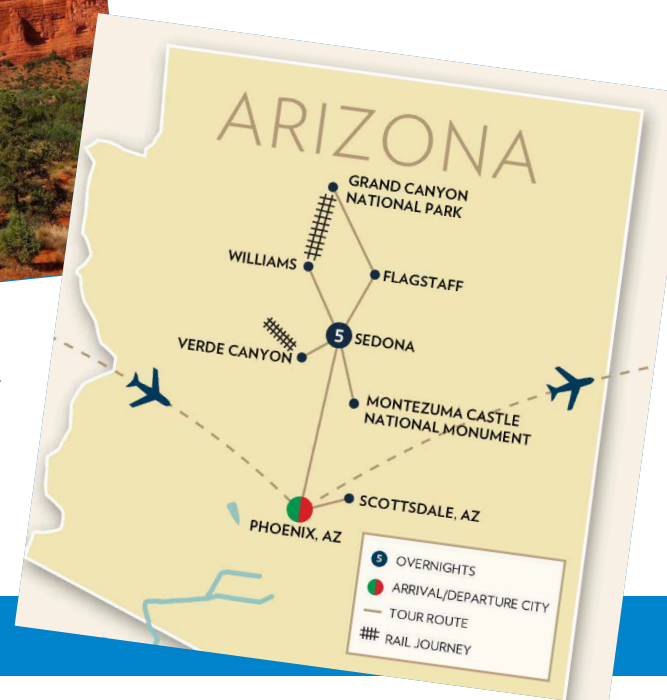 ARIZONA
GRAND CANYON
NATIONAL PARK
WILLIAMS
FLAGSTAFF
5
SEDONA
VERDE CANYON
MONTEZUMA CASTLE
NATIONAL MONUMENT
SCOTTSDALE, AZ
PHOENIX, AZ
5 OVERNIGHTS
ARRIVAL/DEPARTURE CITY
TOUR ROUTE
RAIL JOURNEY